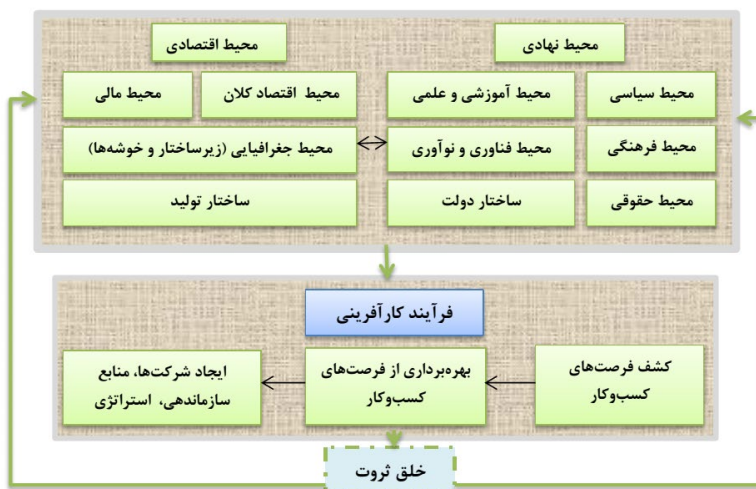 محیط نهادی
محیط اقتصادی
محیط سیاسی
محیط آموزشی و علمی
محیط اقتصاد کلان
محیط مالی
محیط فرهنگی
محیط فناوری و نوآوری
محیط جغرافیایی (زیرساختار و خوشه‌ها)
محیط حقوقی
ساختار دولت
ساختار تولید
فرآیند کارآفرینی
کشف فرصت‌های
کسب‌وکار
بهره‌برداری از فرصت‌های
کسب‌وکار
ایجاد شرکت‌ها، منابع
سازماندهی، استراتژی
خلق ثروت